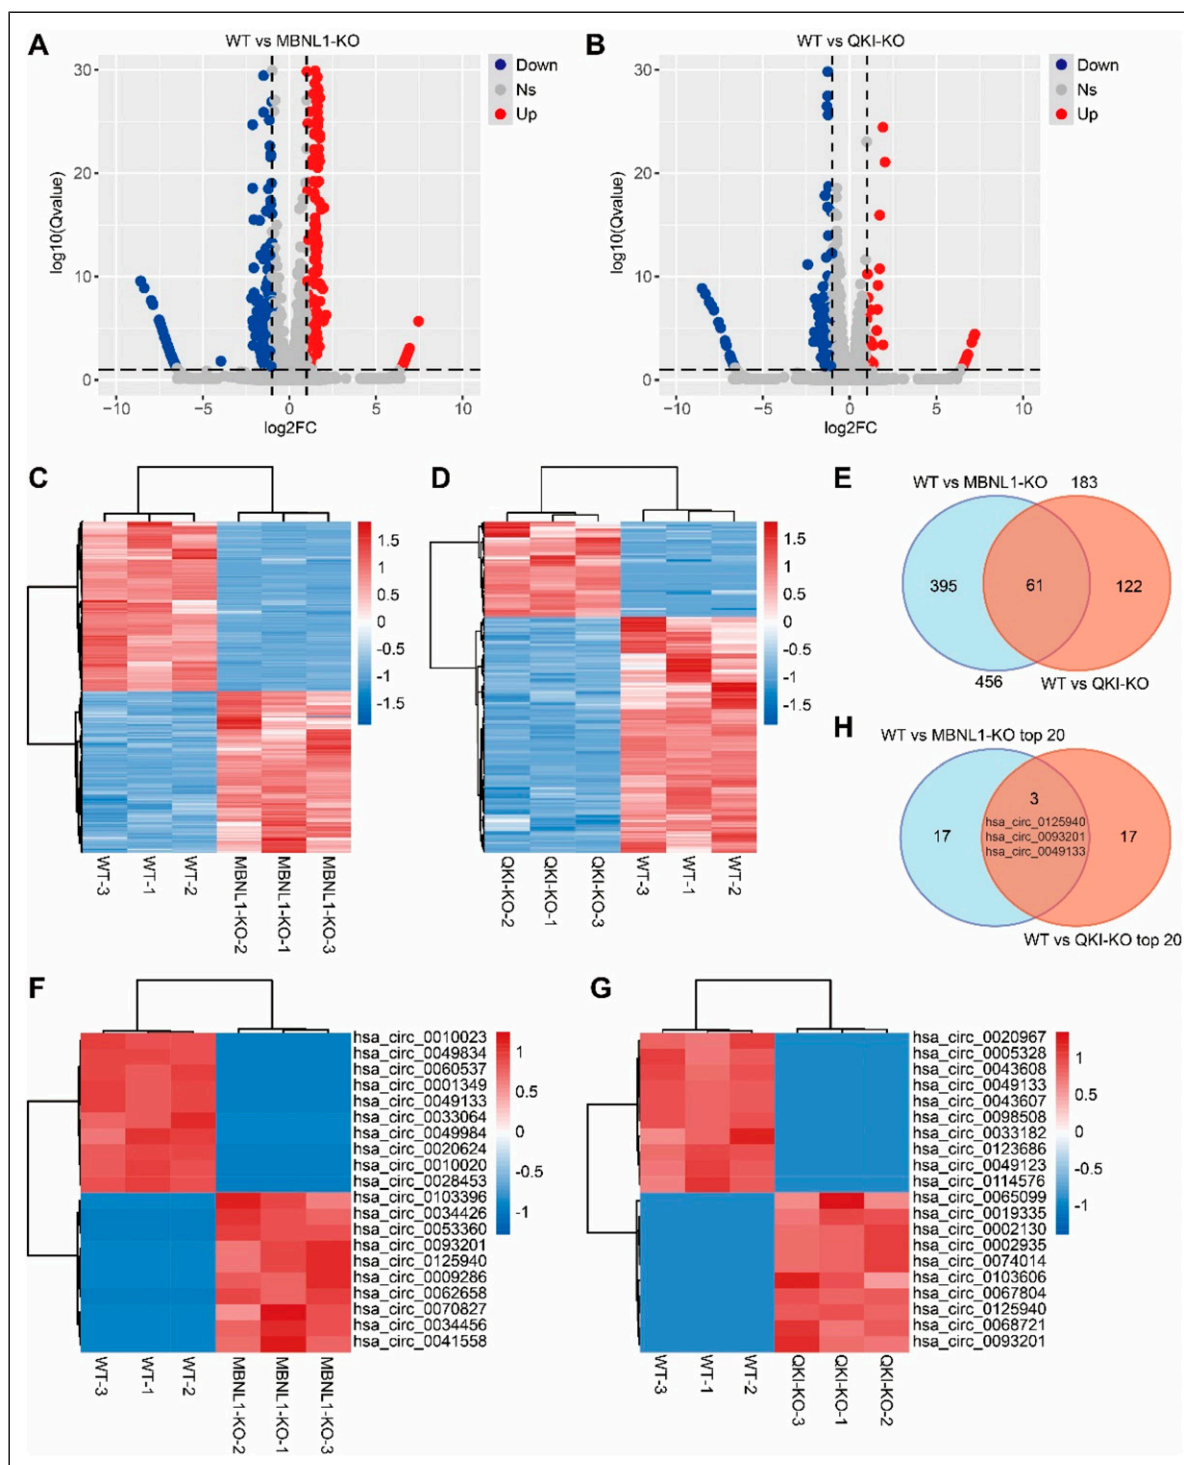 A
WT vs MBNL1-KO
30
20
10
0
log10(Qvalue)
−10
−5
0
5
10
log2FC
Down
Ns
Up
B
WT vs QKI-KO
30
20
10
0
log10(Qvalue)
−10
−5
0
5
10
log2FC
Down
Ns
Up
C
1.5
1
0.5
0
-0.5
-1
-1.5
WT-3
WT-1
WT-2
MBNL1-KO-2
MBNL1-KO-1
MBNL1-KO-3
D
1.5
1
0.5
0
-0.5
-1
-1.5
QKI-KO-2
QKI-KO-1
QKI-KO-3
WT-3
WT-1
WT-2
E
WT vs MBNL1-KO
183
395
61
122
456
WT vs QKI-KO
H
WT vs MBNL1-KO top 20
3
hsa_circ_0125940
17
hsa_circ_0093201
17
hsa_circ_0049133
WT vs QKI-KO top 20
F
hsa_circ_0010023
hsa_circ_0049834
hsa_circ_0060537
hsa_circ_0001349
hsa_circ_0049133
hsa_circ_0033064
hsa_circ_0049984
hsa_circ_0020624
hsa_circ_0010020
hsa_circ_0028453
hsa_circ_0103396
hsa_circ_0034426
hsa_circ_0053360
hsa_circ_0093201
hsa_circ_0125940
hsa_circ_0009286
hsa_circ_0062658
hsa_circ_0070827
hsa_circ_0034456
hsa_circ_0041558
1
0.5
0
-0.5
-1
WT-3
WT-1
WT-2
MBNL1-KO-2
MBNL1-KO-1
MBNL1-KO-3
G
hsa_circ_0020967
hsa_circ_0005328
hsa_circ_0043608
hsa_circ_0049133
hsa_circ_0043607
hsa_circ_0098508
hsa_circ_0033182
hsa_circ_0123686
hsa_circ_0049123
hsa_circ_0114576
hsa_circ_0065099
hsa_circ_0019335
hsa_circ_0002130
hsa_circ_0002935
hsa_circ_0074014
hsa_circ_0103606
hsa_circ_0067804
hsa_circ_0125940
hsa_circ_0068721
hsa_circ_0093201
1
0.5
0
-0.5
-1
WT-3
WT-1
WT-2
QKI-KO-3
QKI-KO-1
QKI-KO-2